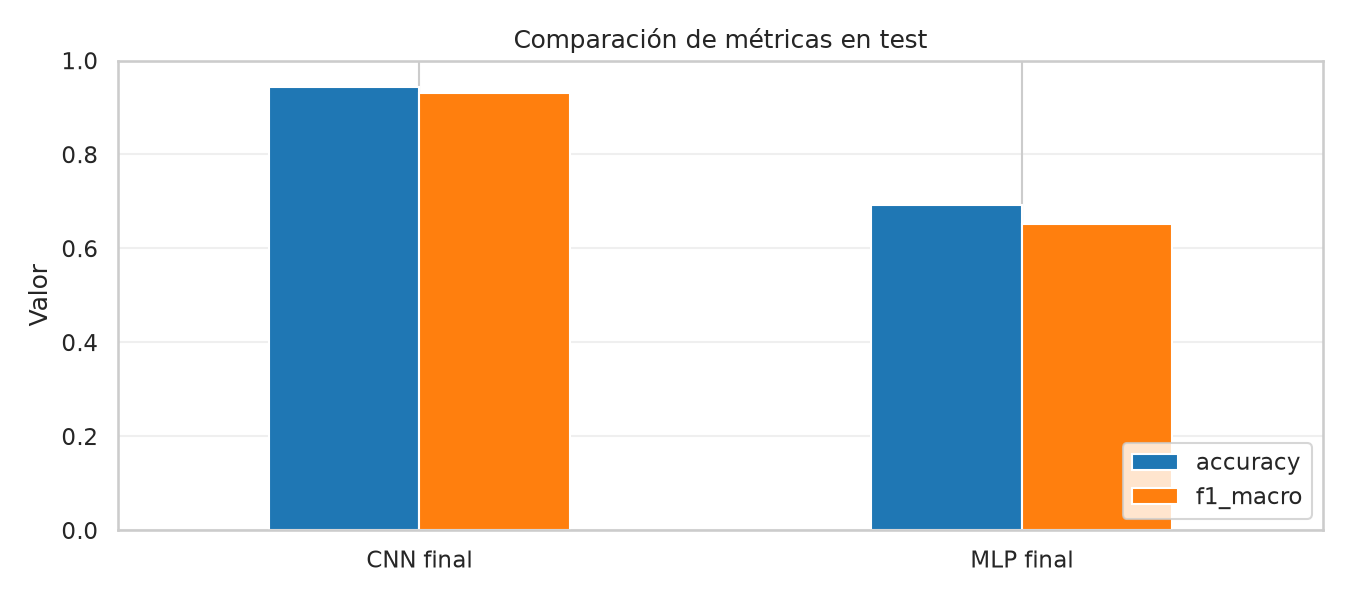 Comparación de métricas en test
Valor
1.0
0.8
0.6
0.4
0.2
0.0
CNN final
MLP final
accuracy
f1_macro